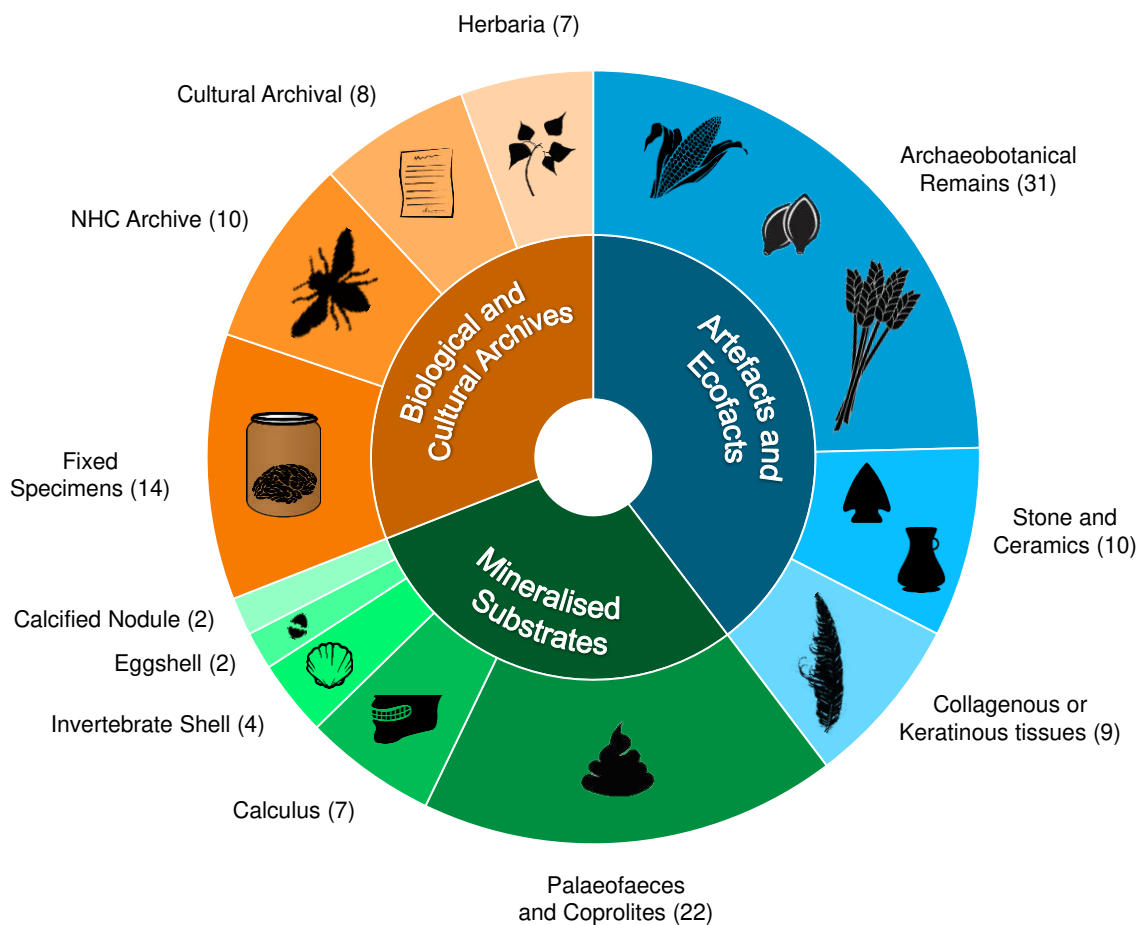 Herbaria (7)
Cultural Archival (8)
NHC Archive (10)
Fixed
Specimens (14)
Calcified Nodule (2)
Eggshell (2)
Invertebrate Shell (4)
Calculus (7)
Palaeofaeces
and Coprolites (22)
Collagenous or
Keratinous tissues (9)
Stone and
Ceramics (10)
Archaeobotanical
Remains (31)
Biological and
Cultural Archives
Artefacts and
Ecofacts
Mineralised
Substrates